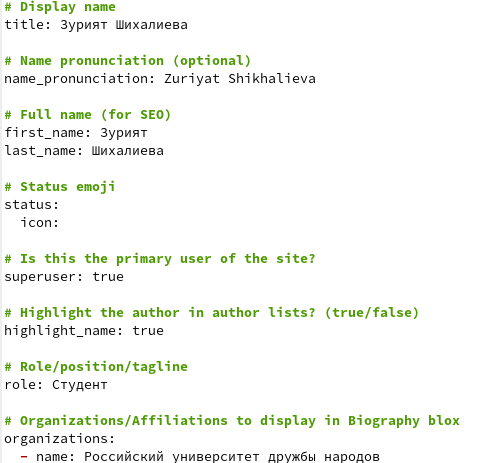 # Display name
title: Зурият Шихалиева
# Name pronunciation (optional)
name_pronunciation: Zuriyat Shikhalieva
# Full name (for SEO)
first_name: Зурият
last_name: Шихалиева
# Status emoji
status:
  icon:
# Is this the primary user of the site?
superuser: true
# Highlight the author in author lists? (true/false)
highlight_name: true
# Role/position/tagline
role: Студент
# Organizations/Affiliations to display in Biography blox
organizations:
  - name: Российский университет дружбы народов